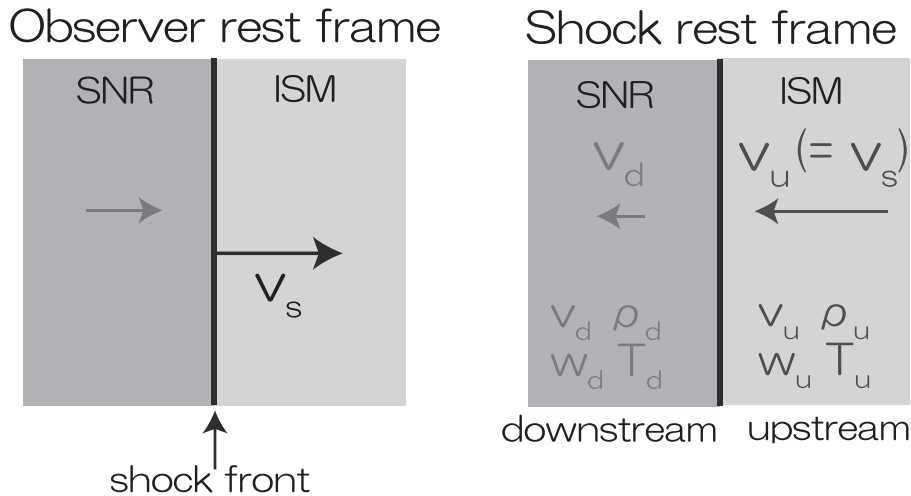 Observer rest frame
SNR
ISM
Vs
shock front
Shock rest frame
SNR
ISM
Vd
Vu (= Vs)
vd ρd
wd Td
vu ρu
wu Tu
downstream
upstream